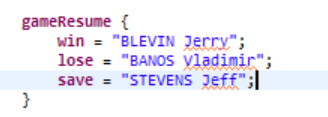 gameResume {
    win = "BLEVIN Jerry";
    lose = "BANOS Vladimir";
    save = "STEVENS Jeff";
}